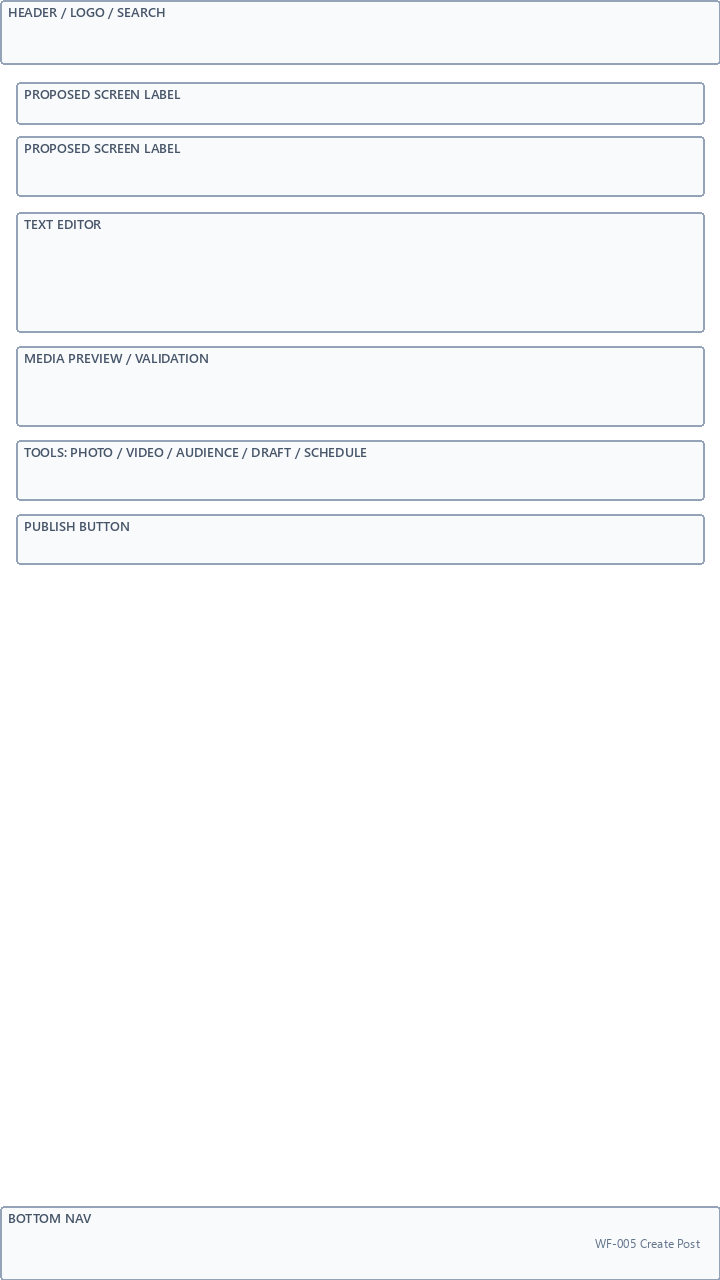 HEADER / LOGO / SEARCH
PROPOSED SCREEN LABEL
PROPOSED SCREEN LABEL
TEXT EDITOR
MEDIA PREVIEW / VALIDATION
TOOLS: PHOTO / VIDEO / AUDIENCE / DRAFT / SCHEDULE
PUBLISH BUTTON
BOTTOM NAV
WF-005 Create Post